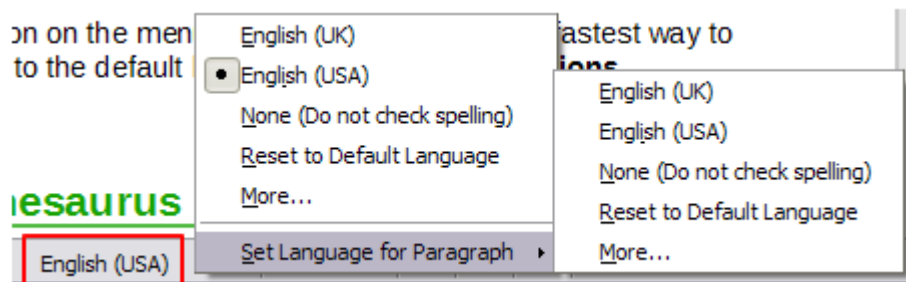 on on the men
astest way to
to the default
ions
English (UK)
English (USA)
None (Do not check spelling)
Reset to Default Language
More...
Set Language for Paragraph
English (UK)
English (USA)
None (Do not check spelling)
Reset to Default Language
More...
esaurus
English (USA)